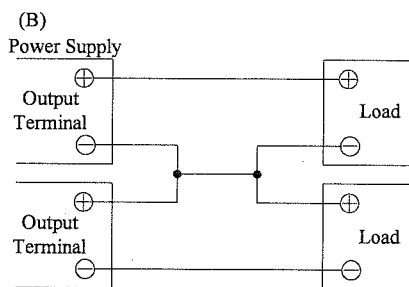 (B)
Power Supply
Output
Terminal
+
−
Load
+
−
Output
Terminal
+
−
Load
+
−